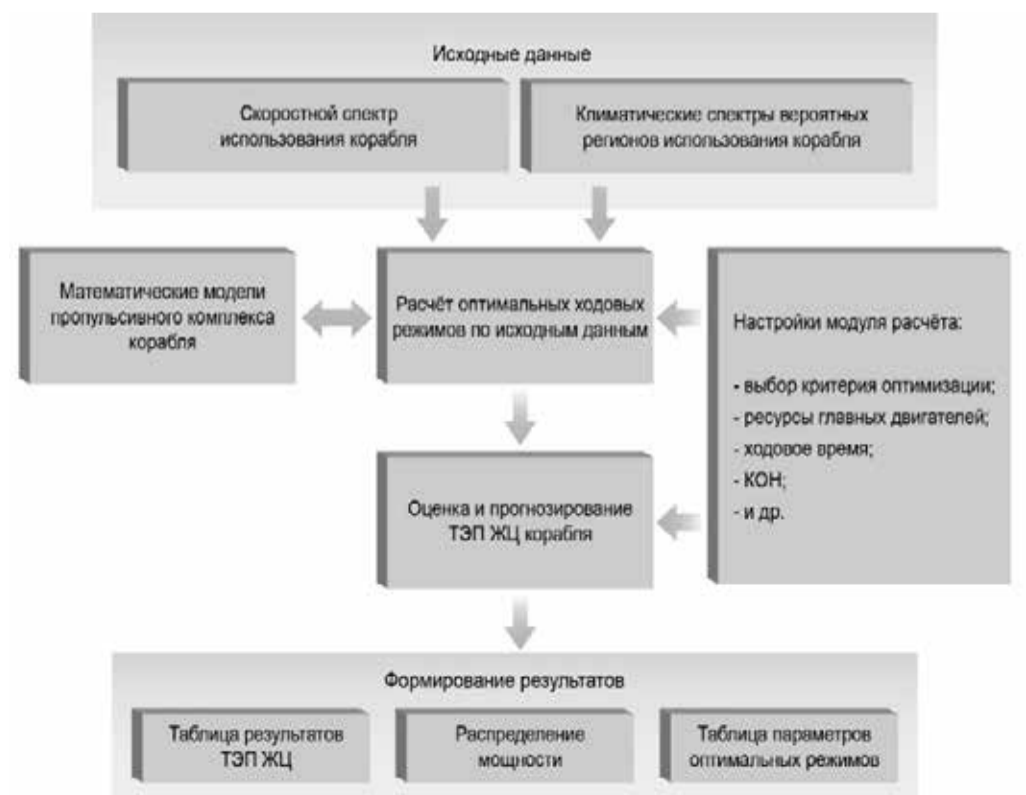 Исходные данные
Скоростной спектр
использования корабля
Климатические спектры вероятных
регионов использования корабля
Математические модели
пропульсивного комплекса
корабля
Расчёт оптимальных ходовых
режимов по исходным данным
Настройки модуля расчёта:
- выбор критерия оптимизации;
- ресурсы главных двигателей;
- ходовое время;
- КОН;
- и др.
Оценка и прогнозирование
ТЭП ЖЦ корабля
Формирование результатов
Таблица результатов
ТЭП ЖЦ
Распределение
мощности
Таблица параметров
оптимальных режимов